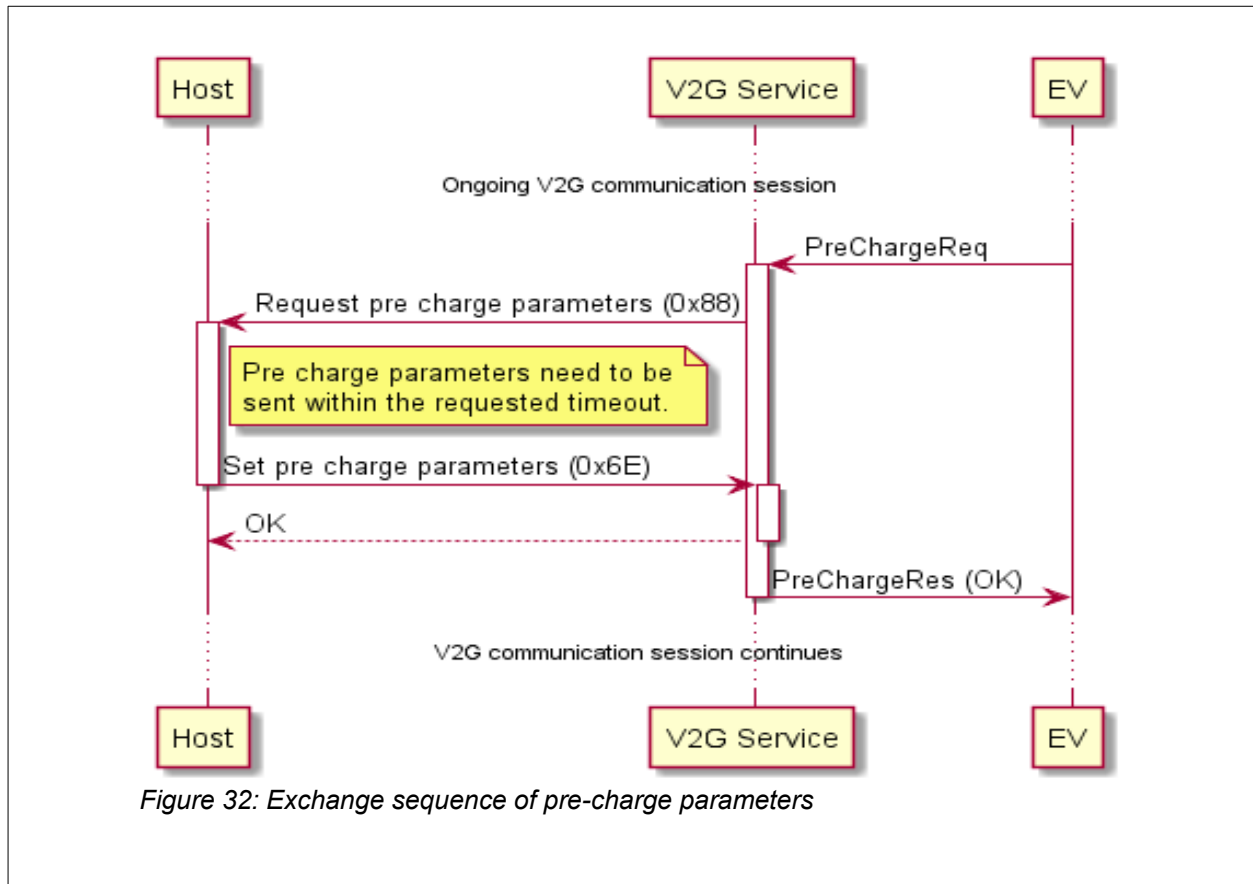 Host
V2G Service
EV
Ongoing V2G communication session
PreChargeReq
Request pre charge parameters (0x88)
Pre charge parameters need to be
sent within the requested timeout.
Set pre charge parameters (0x6E)
OK
PreChargeRes (OK)
V2G communication session continues
Host
V2G Service
EV
Figure 32: Exchange sequence of pre-charge parameters